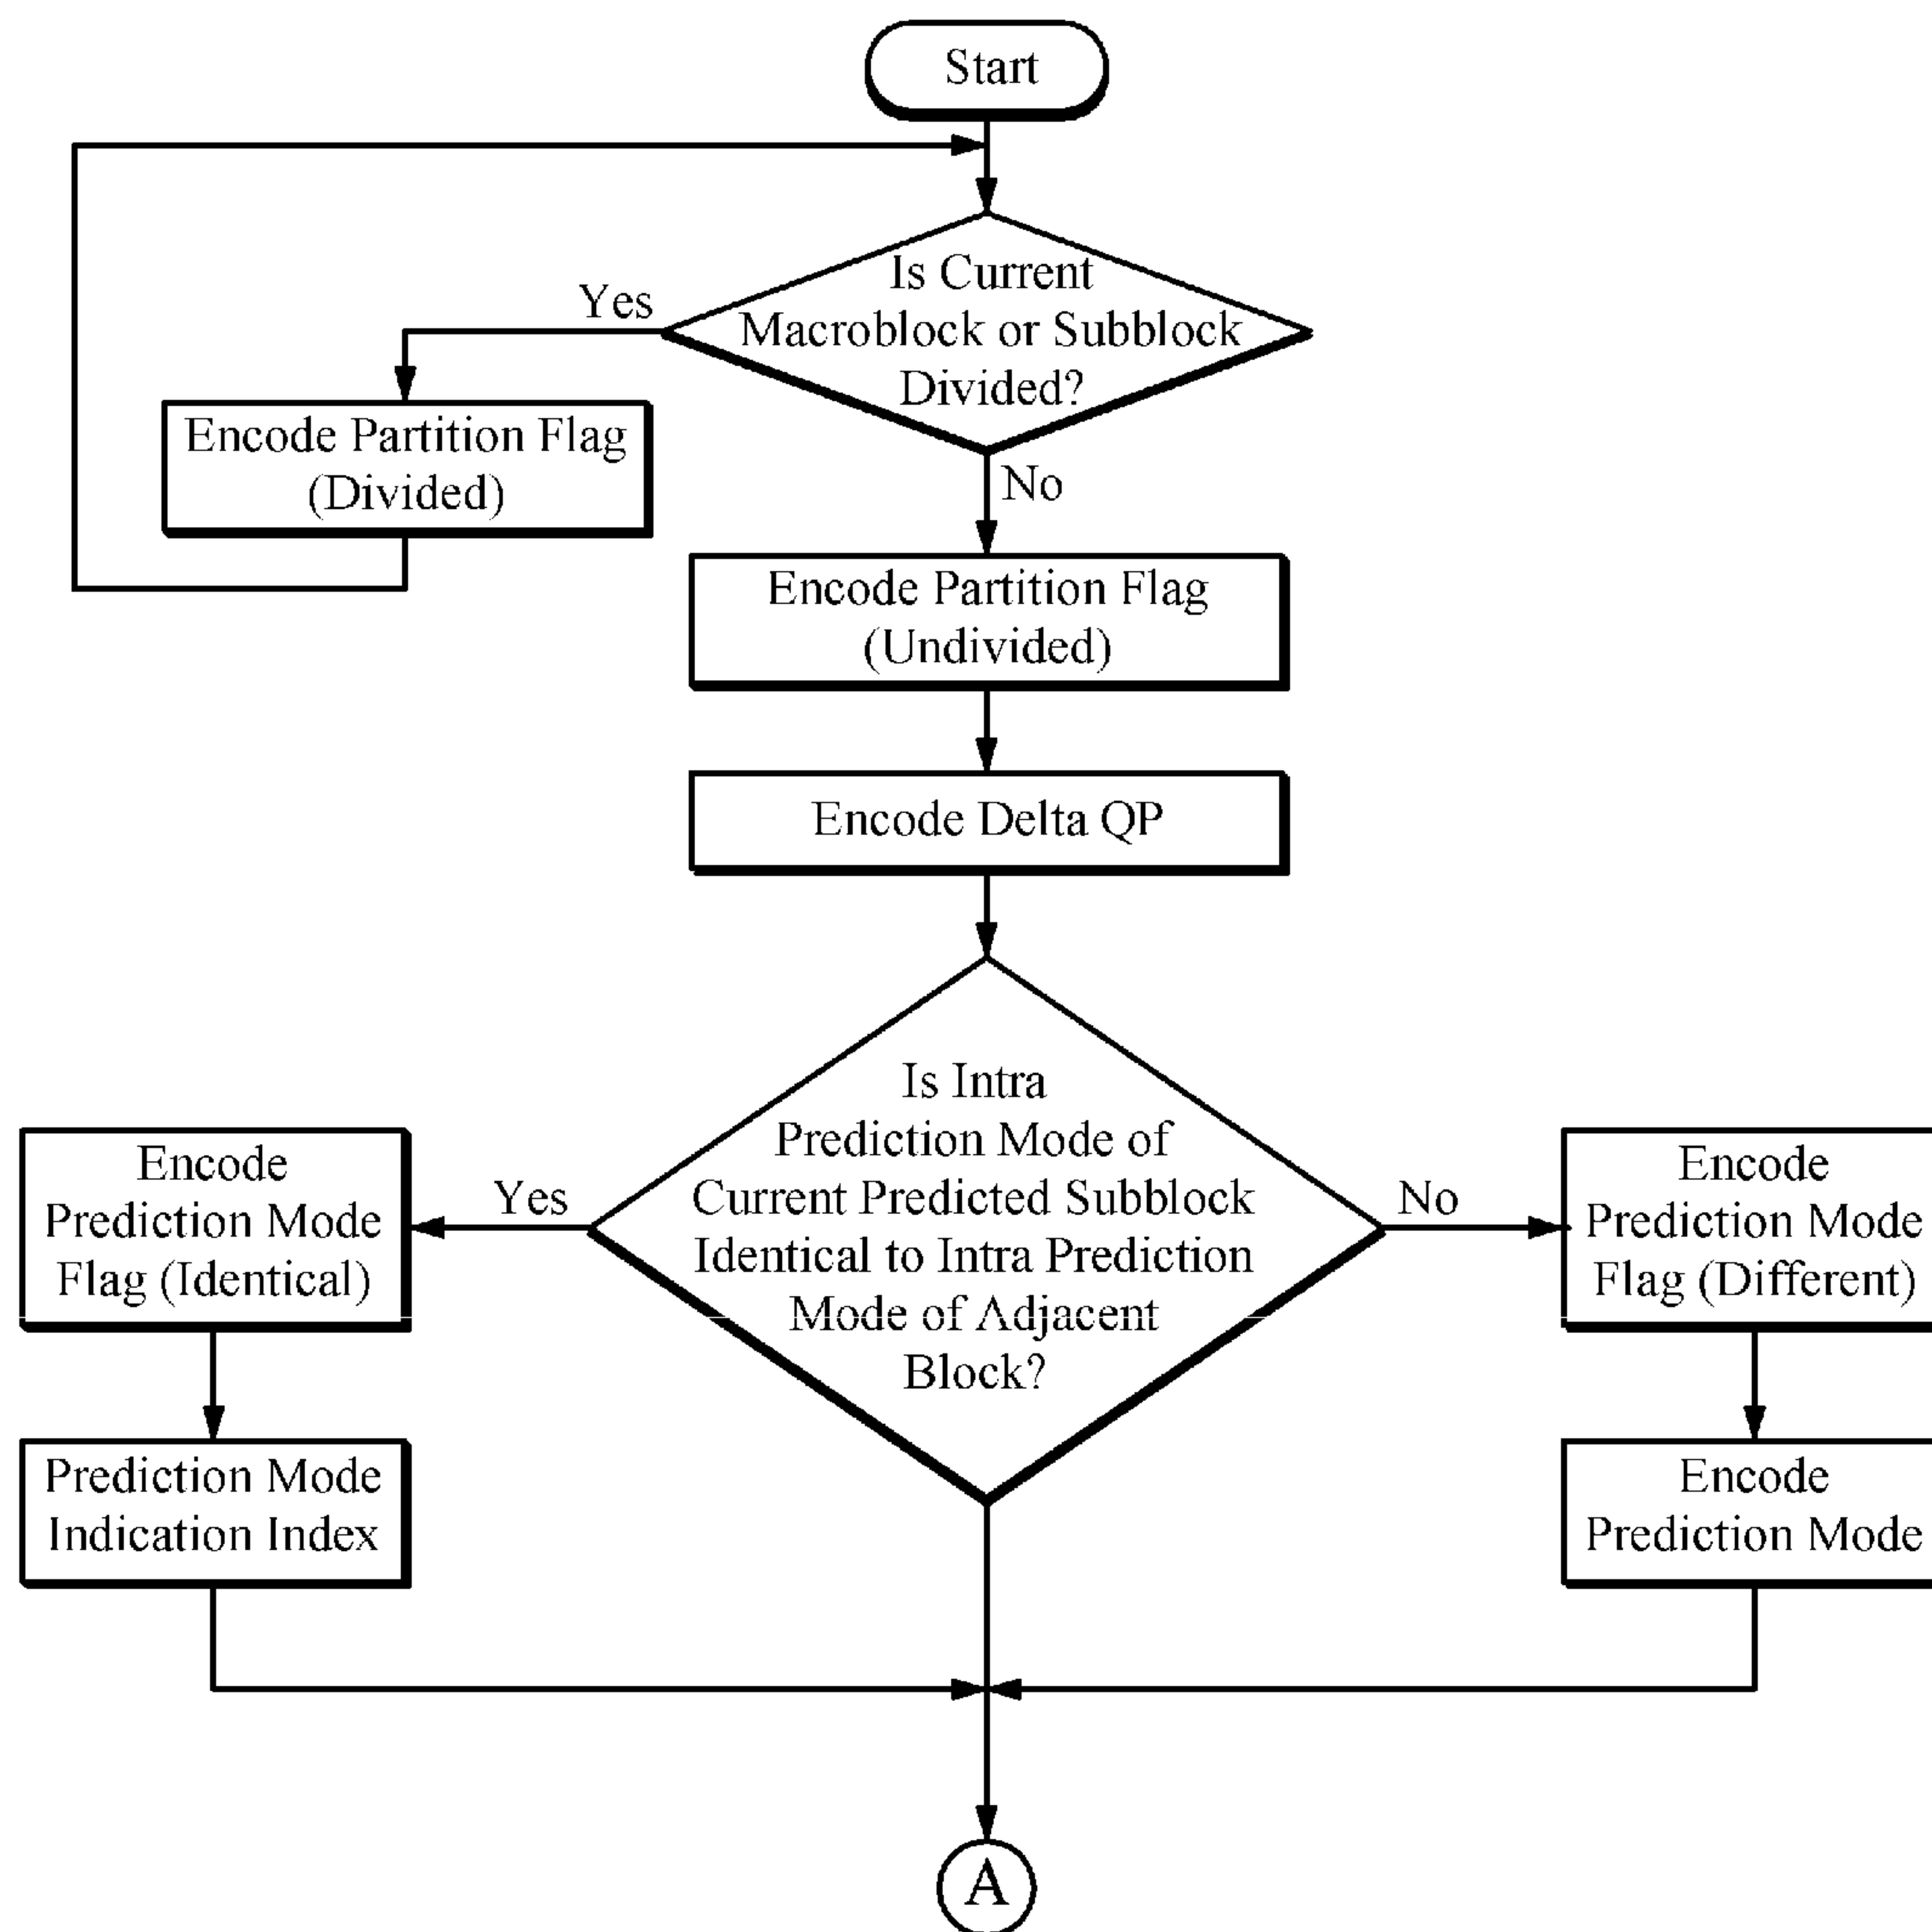 Start
Is Current
Macroblock or Subblock
Divided?
Yes
No
Encode Partition Flag
(Divided)
Encode Partition Flag
(Undivided)
Encode Delta QP
Is Intra
Prediction Mode of
Current Predicted Subblock
Identical to Intra Prediction
Mode of Adjacent
Block?
Yes
No
Encode
Prediction Mode
Flag (Identical)
Encode
Prediction Mode
Flag (Different)
Prediction Mode
Indication Index
Encode
Prediction Mode
A